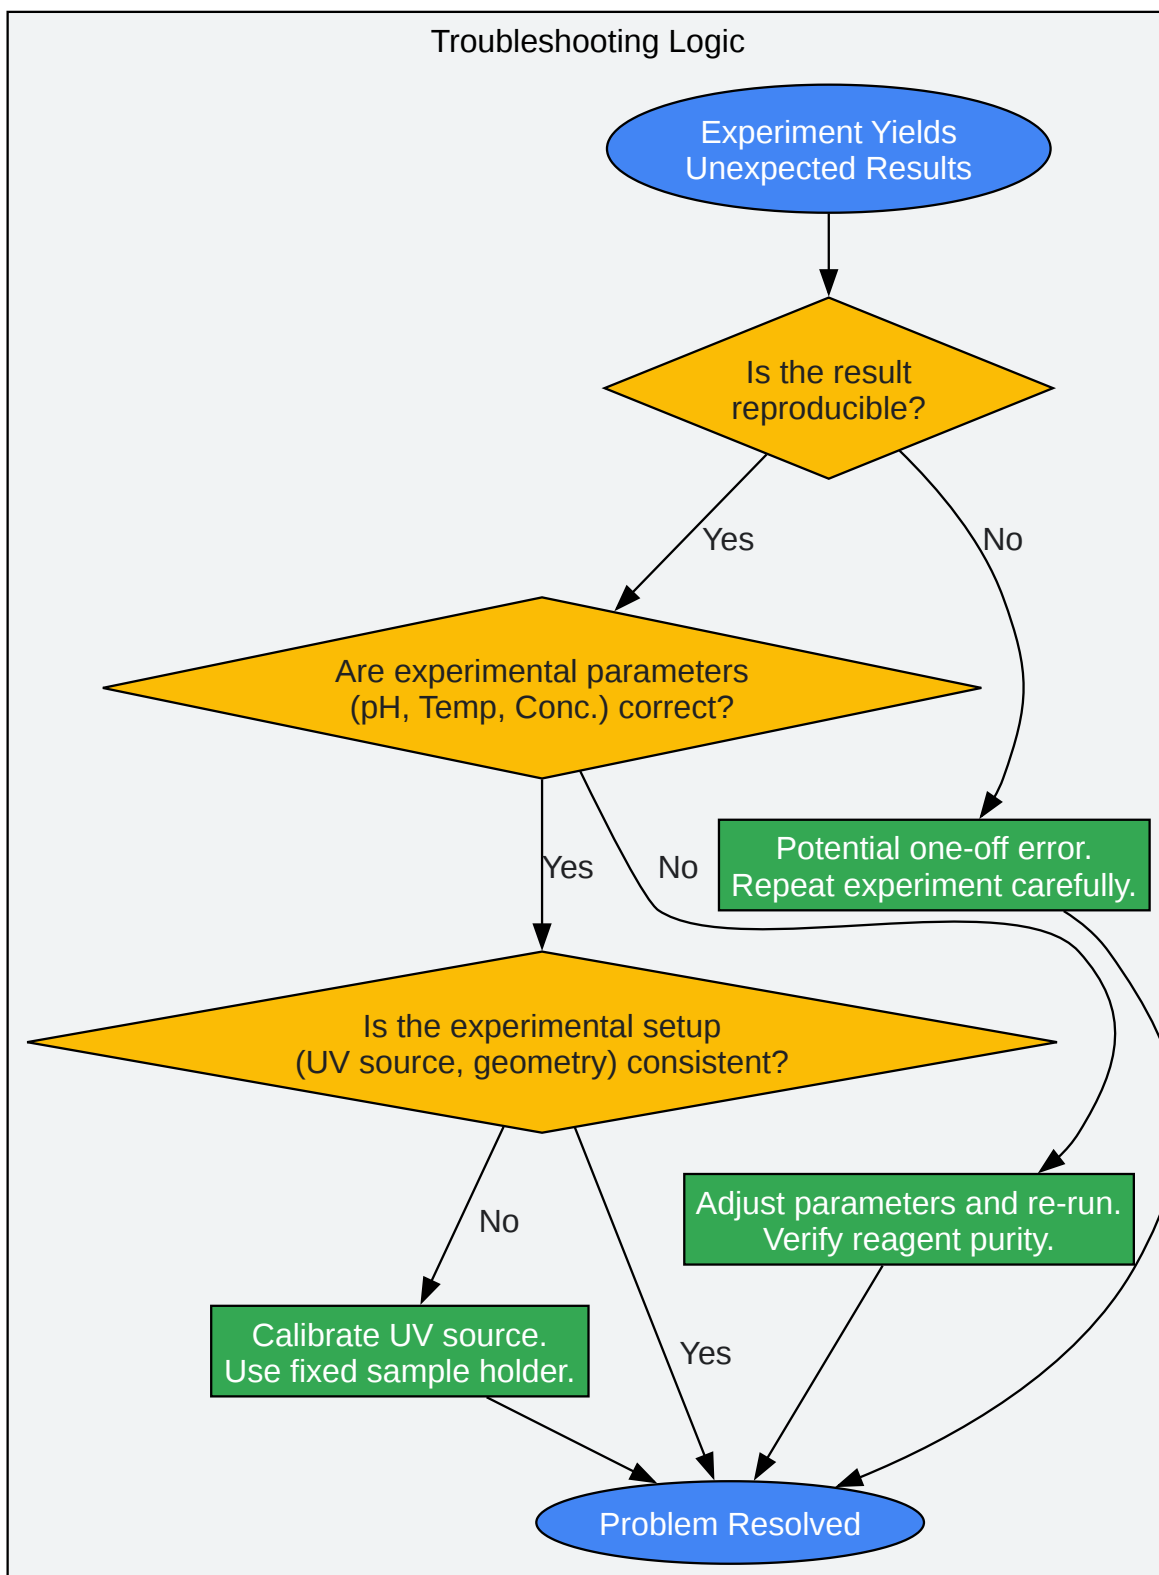 Troubleshooting Logic
Experiment Yields
Unexpected Results
Is the result
reproducible?
Yes
No
Are experimental parameters
(pH, Temp, Conc.) correct?
Yes
No
Potential one-off error.
Repeat experiment carefully.
Is the experimental setup
(UV source, geometry) consistent?
No
Adjust parameters and re-run.
Verify reagent purity.
Calibrate UV source.
Use fixed sample holder.
Yes
Problem Resolved